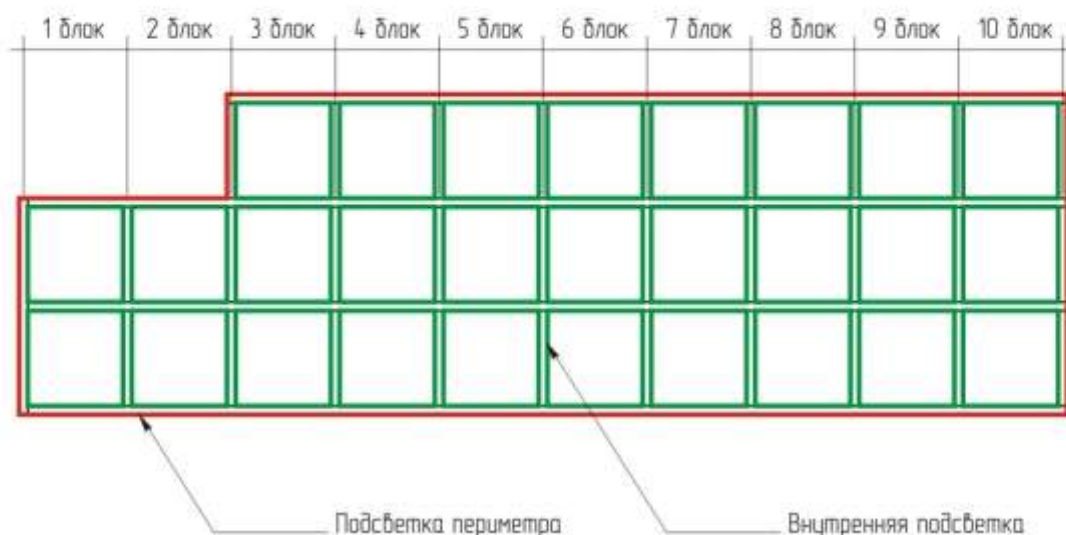 1 блок 2 блок 3 блок 4 блок 5 блок 6 блок 7 блок 8 блок 9 блок 10 блок
Подсветка периметра Внутренняя подсветка